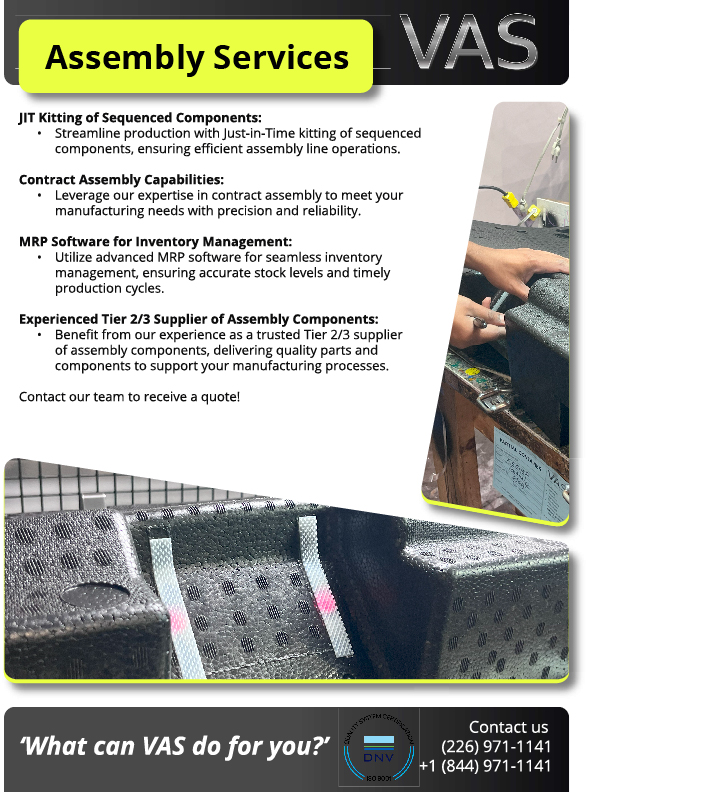 Assembly Services
VAS
JIT Kitting of Sequenced Components:
• Streamline production with Just-in-Time kitting of sequenced
components, ensuring efficient assembly line operations.
Contract Assembly Capabilities:
• Leverage our expertise in contract assembly to meet your
manufacturing needs with precision and reliability.
MRP Software for Inventory Management:
• Utilize advanced MRP software for seamless inventory
management, ensuring accurate stock levels and timely
production cycles.
Experienced Tier 2/3 Supplier of Assembly Components:
• Benefit from our experience as a trusted Tier 2/3 supplier
of assembly components, delivering quality parts and
components to support your manufacturing processes.
Contact our team to receive a quote!
PARTIAL CONTAINER
VAS
‘What can VAS do for you?’
QUALITY SYSTEM CERTIFICATION
DNV
ISO 9001
Contact us
(226) 971-1141
+1 (844) 971-1141